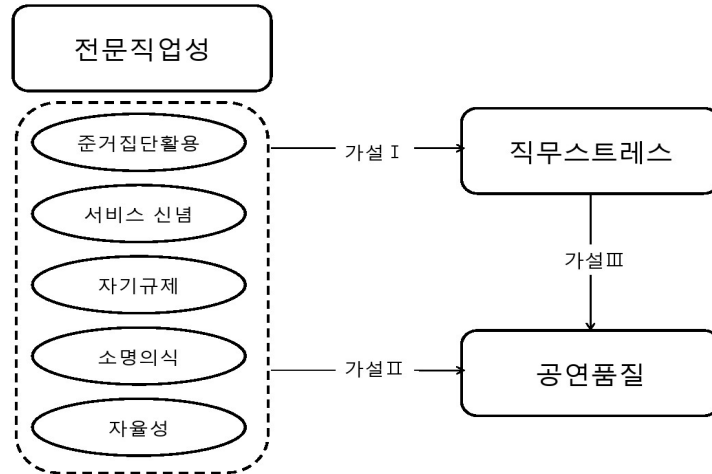 전문직업성
준거집단활용
서비스 신념
자기규제
소명의식
자율성
가설 Ⅰ
가설Ⅱ
직무스트레스
가설Ⅲ
공연품질